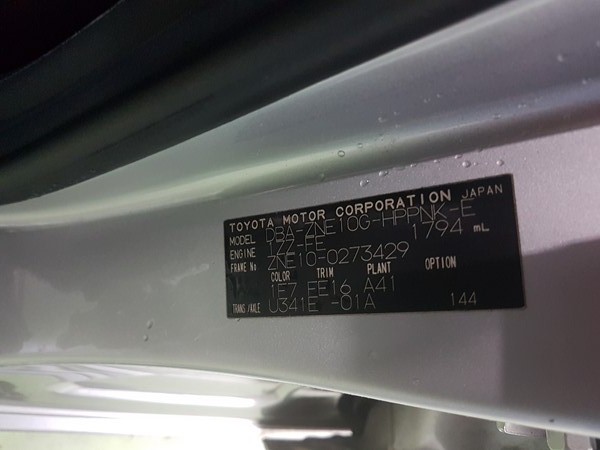 TOYOTA MOTOR CORPORATION JAPAN
MODEL DBA-ZNE10G-HPPNK-E
ENGINE 1ZZ-FE 1794 mL
FRAME No ZNE10-0273429
COLOR TRIM PLANT OPTION
1F7 FE16 A41
TRANS/AXLE U341E -01A 144